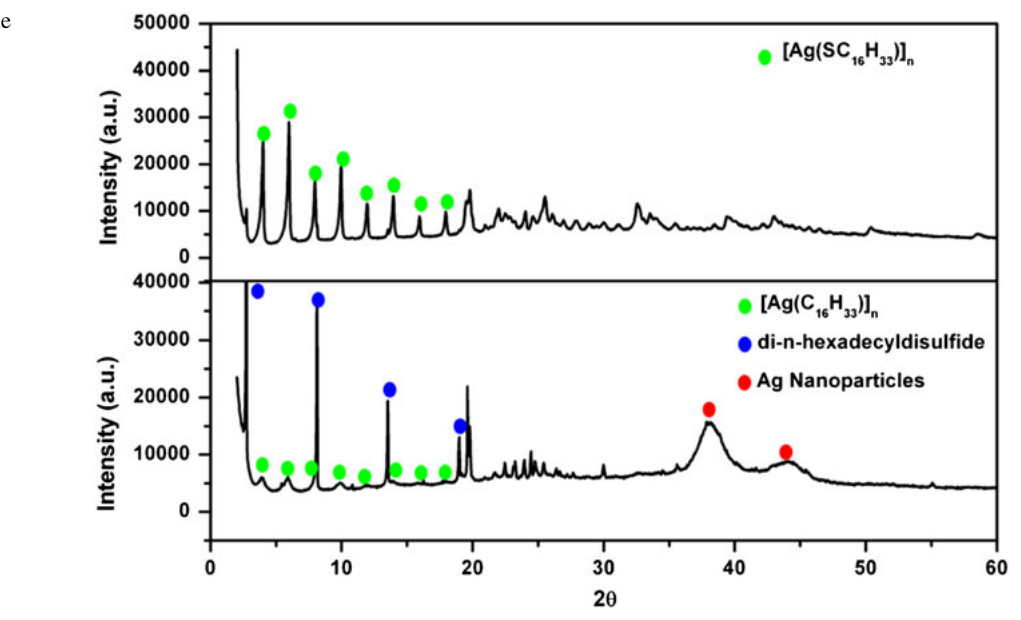 e
50000
40000
30000
20000
10000
0
Intensity (a.u.)
[Ag(SC₁₆H₃₃)]ₙ
40000
30000
20000
10000
0
Intensity (a.u.)
[Ag(C₁₆H₃₃)]ₙ
di-n-hexadecyldisulfide
Ag Nanoparticles
0 10 20 30 40 50 60
2θ